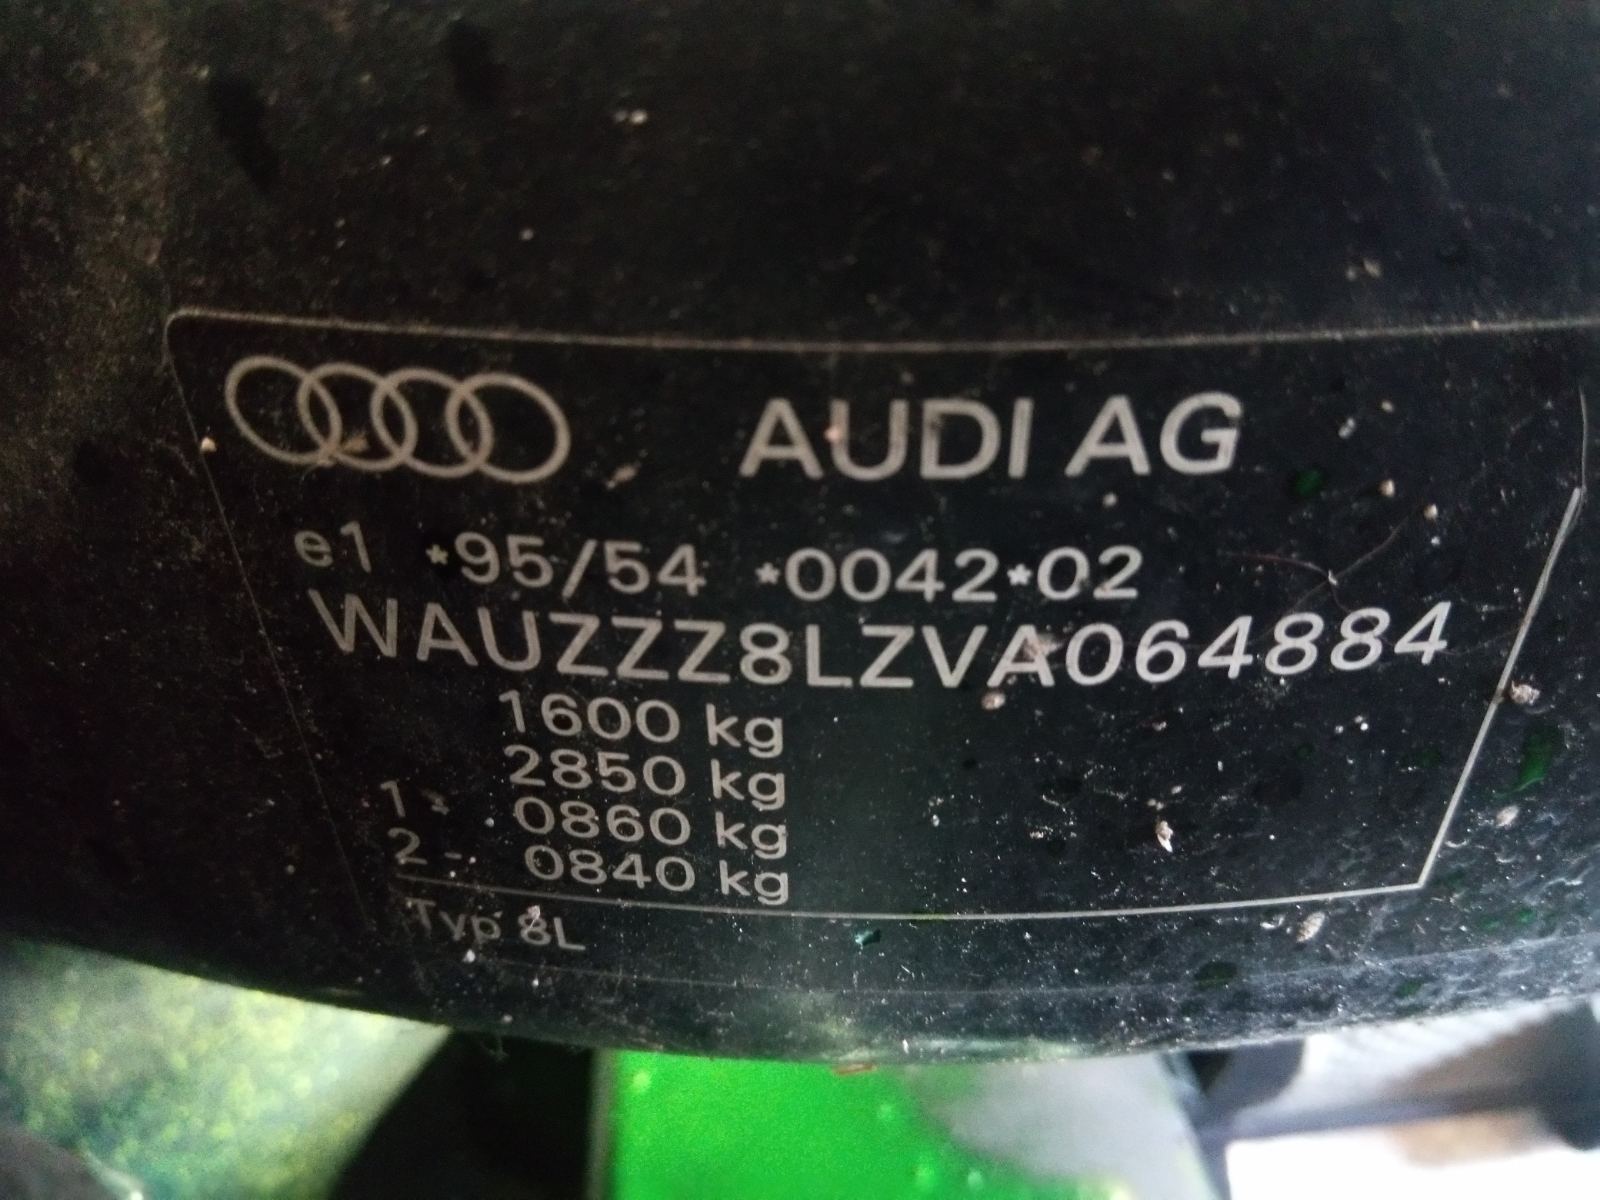 AUDI AG
e1 *95/54 *0042*02
WAUZZZ8LZVA064884
1600 kg
2850 kg
1 - 0860 kg
2 - 0840 kg
Typ 8L